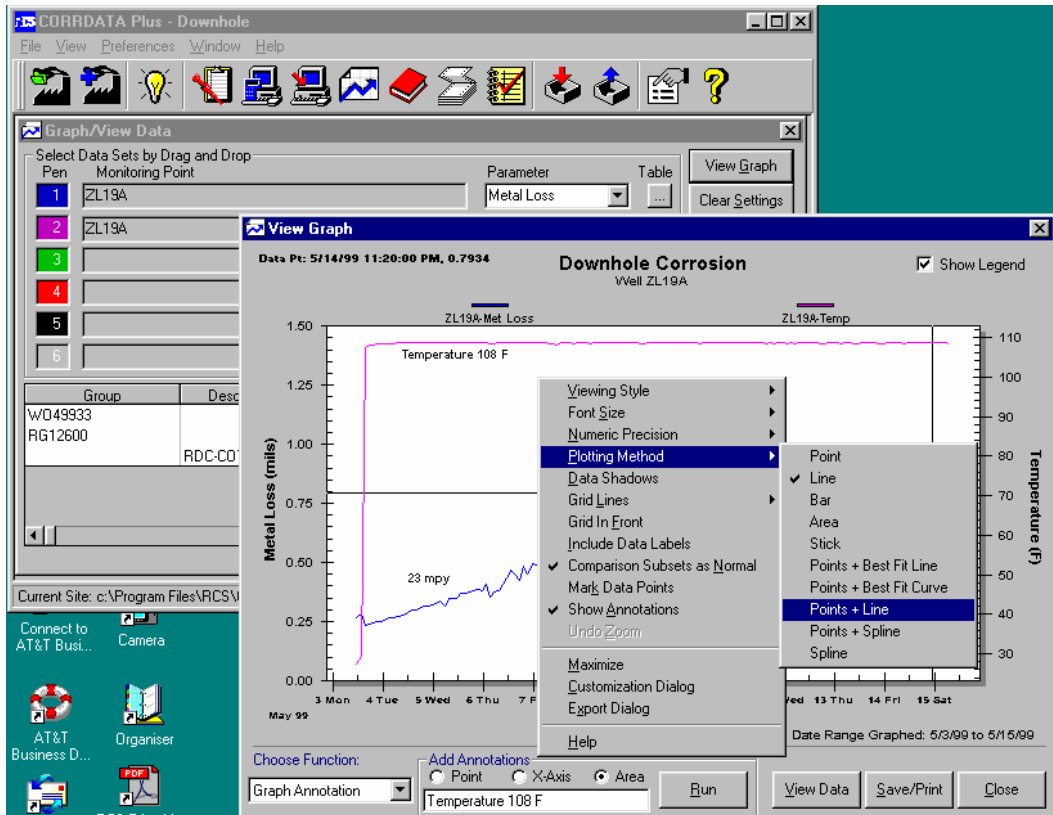 RCS CORRDATA Plus - Downhole
File View Preferences Window Help
Graph/View Data
Select Data Sets by Drag and Drop
Pen Monitoring Point Parameter Table
1 ZL19A Metal Loss ... View Graph
Clear Settings
2 ZL19A
3
4
5
6
Group Desc
W049933
RG12600
RDC-CO
Current Site: c:\Program Files\RCS\
View Graph
Data Pt: 5/14/99 11:20:00 PM, 0.7934
Downhole Corrosion
Well ZL19A
Show Legend
ZL19A-Met Loss ZL19A-Temp
Temperature 108 F
23 mpy
Metal Loss (mils)
1.50
1.25
1.00
0.75
0.50
0.25
0.00
Temperature (F)
110
100
90
80
70
60
50
40
30
3 Mon 4 Tue 5 Wed 6 Thu 7 F Wed 13 Thu 14 Fri 15 Sat
May 99
Date Range Graphed: 5/3/99 to 5/15/99
Viewing Style
Font Size
Numeric Precision
Plotting Method
Data Shadows
Grid Lines
Grid In Front
Include Data Labels
Comparison Subsets as Normal
Mark Data Points
Show Annotations
Undo Zoom
Maximize
Customization Dialog
Export Dialog
Help
Point
Line
Bar
Area
Stick
Points + Best Fit Line
Points + Best Fit Curve
Points + Line
Points + Spline
Spline
Choose Function:
Graph Annotation
Add Annotations
Point X-Axis Area
Temperature 108 F
Run
View Data Save/Print Close
Connect to
AT&T Busi...
Camera
AT&T
Business D...
Organiser
PDF